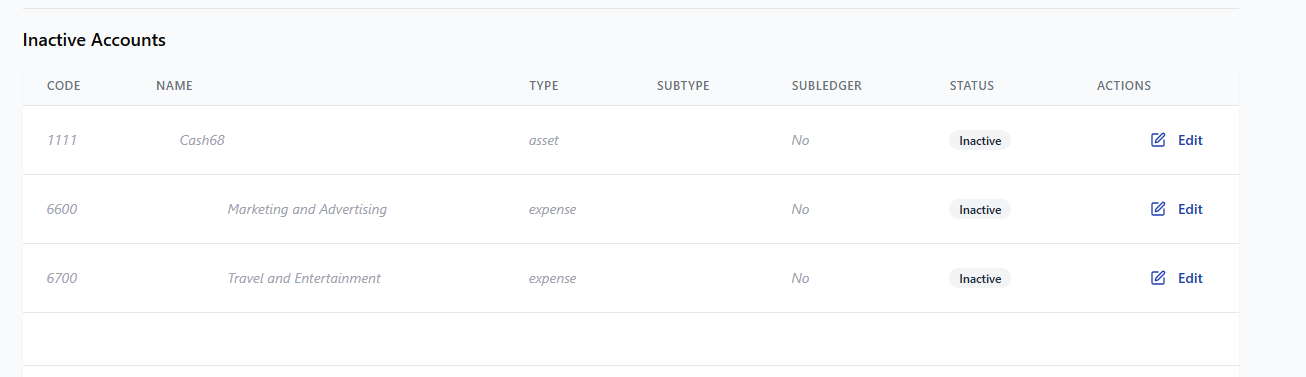 Inactive Accounts
CODE NAME TYPE SUBTYPE SUBLEDGER STATUS ACTIONS
1111 Cash68 asset No Inactive Edit
6600 Marketing and Advertising expense No Inactive Edit
6700 Travel and Entertainment expense No Inactive Edit